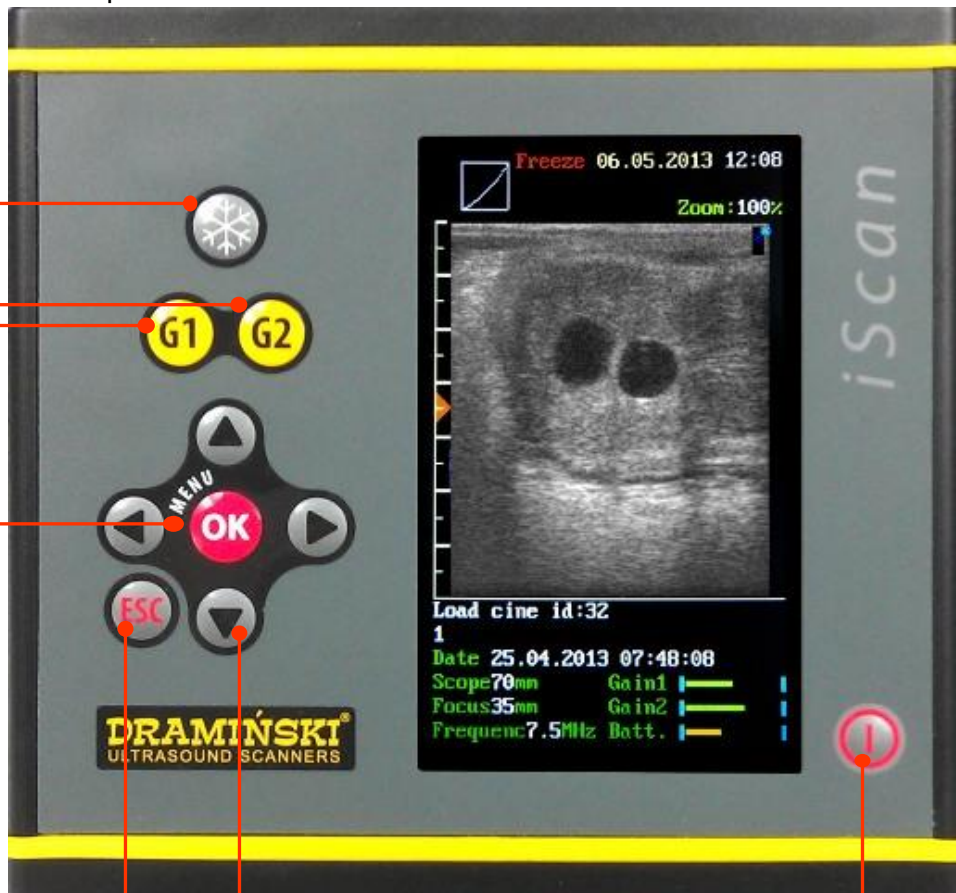 Freeze 06.05.2013 12:08
Zoom:100%
G1 G2
MENU
OK
ESC
iScan
Load cine id:32
1
Date 25.04.2013 07:48:08
Scope70mm Gain1
Focus35mm Gain2
Frequenc7.5MHz Batt.
DRAMIŃSKI®
ULTRASOUND SCANNERS